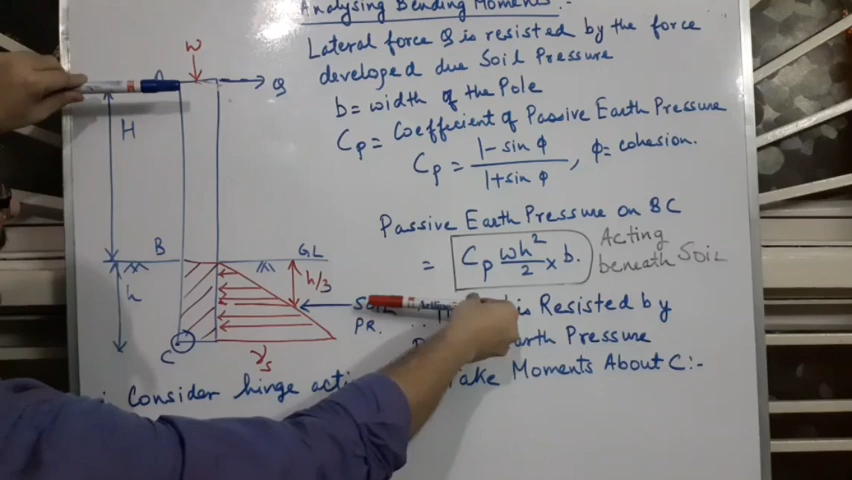 Analysing Bending Moments:-
Lateral force Q is resisted by the force
developed due Soil Pressure
b = width of the Pole
Cp = Coefficient of Passive Earth Pressure
Cp = 1 - sin φ / 1 + sin φ , φ = cohesion.
Passive Earth Pressure on BC
= Cp wh²/2 × b. Acting beneath Soil
is Resisted by
Earth Pressure
Consider hinge Take Moments About C:-
W
Q
H
B
GL
h
h/3
PR.
C